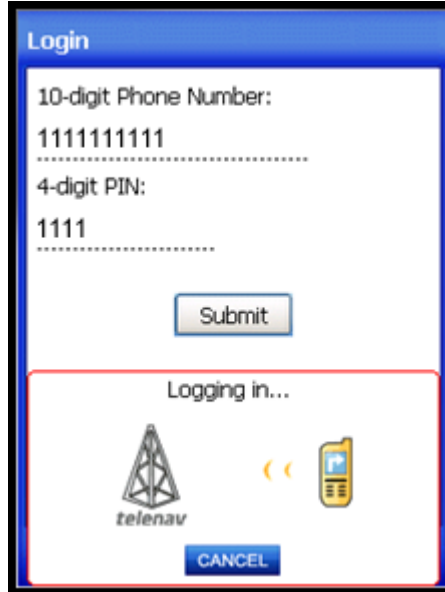 Login
10-digit Phone Number:
1111111111
4-digit PIN:
1111
Submit
Logging in...
telenav
CANCEL